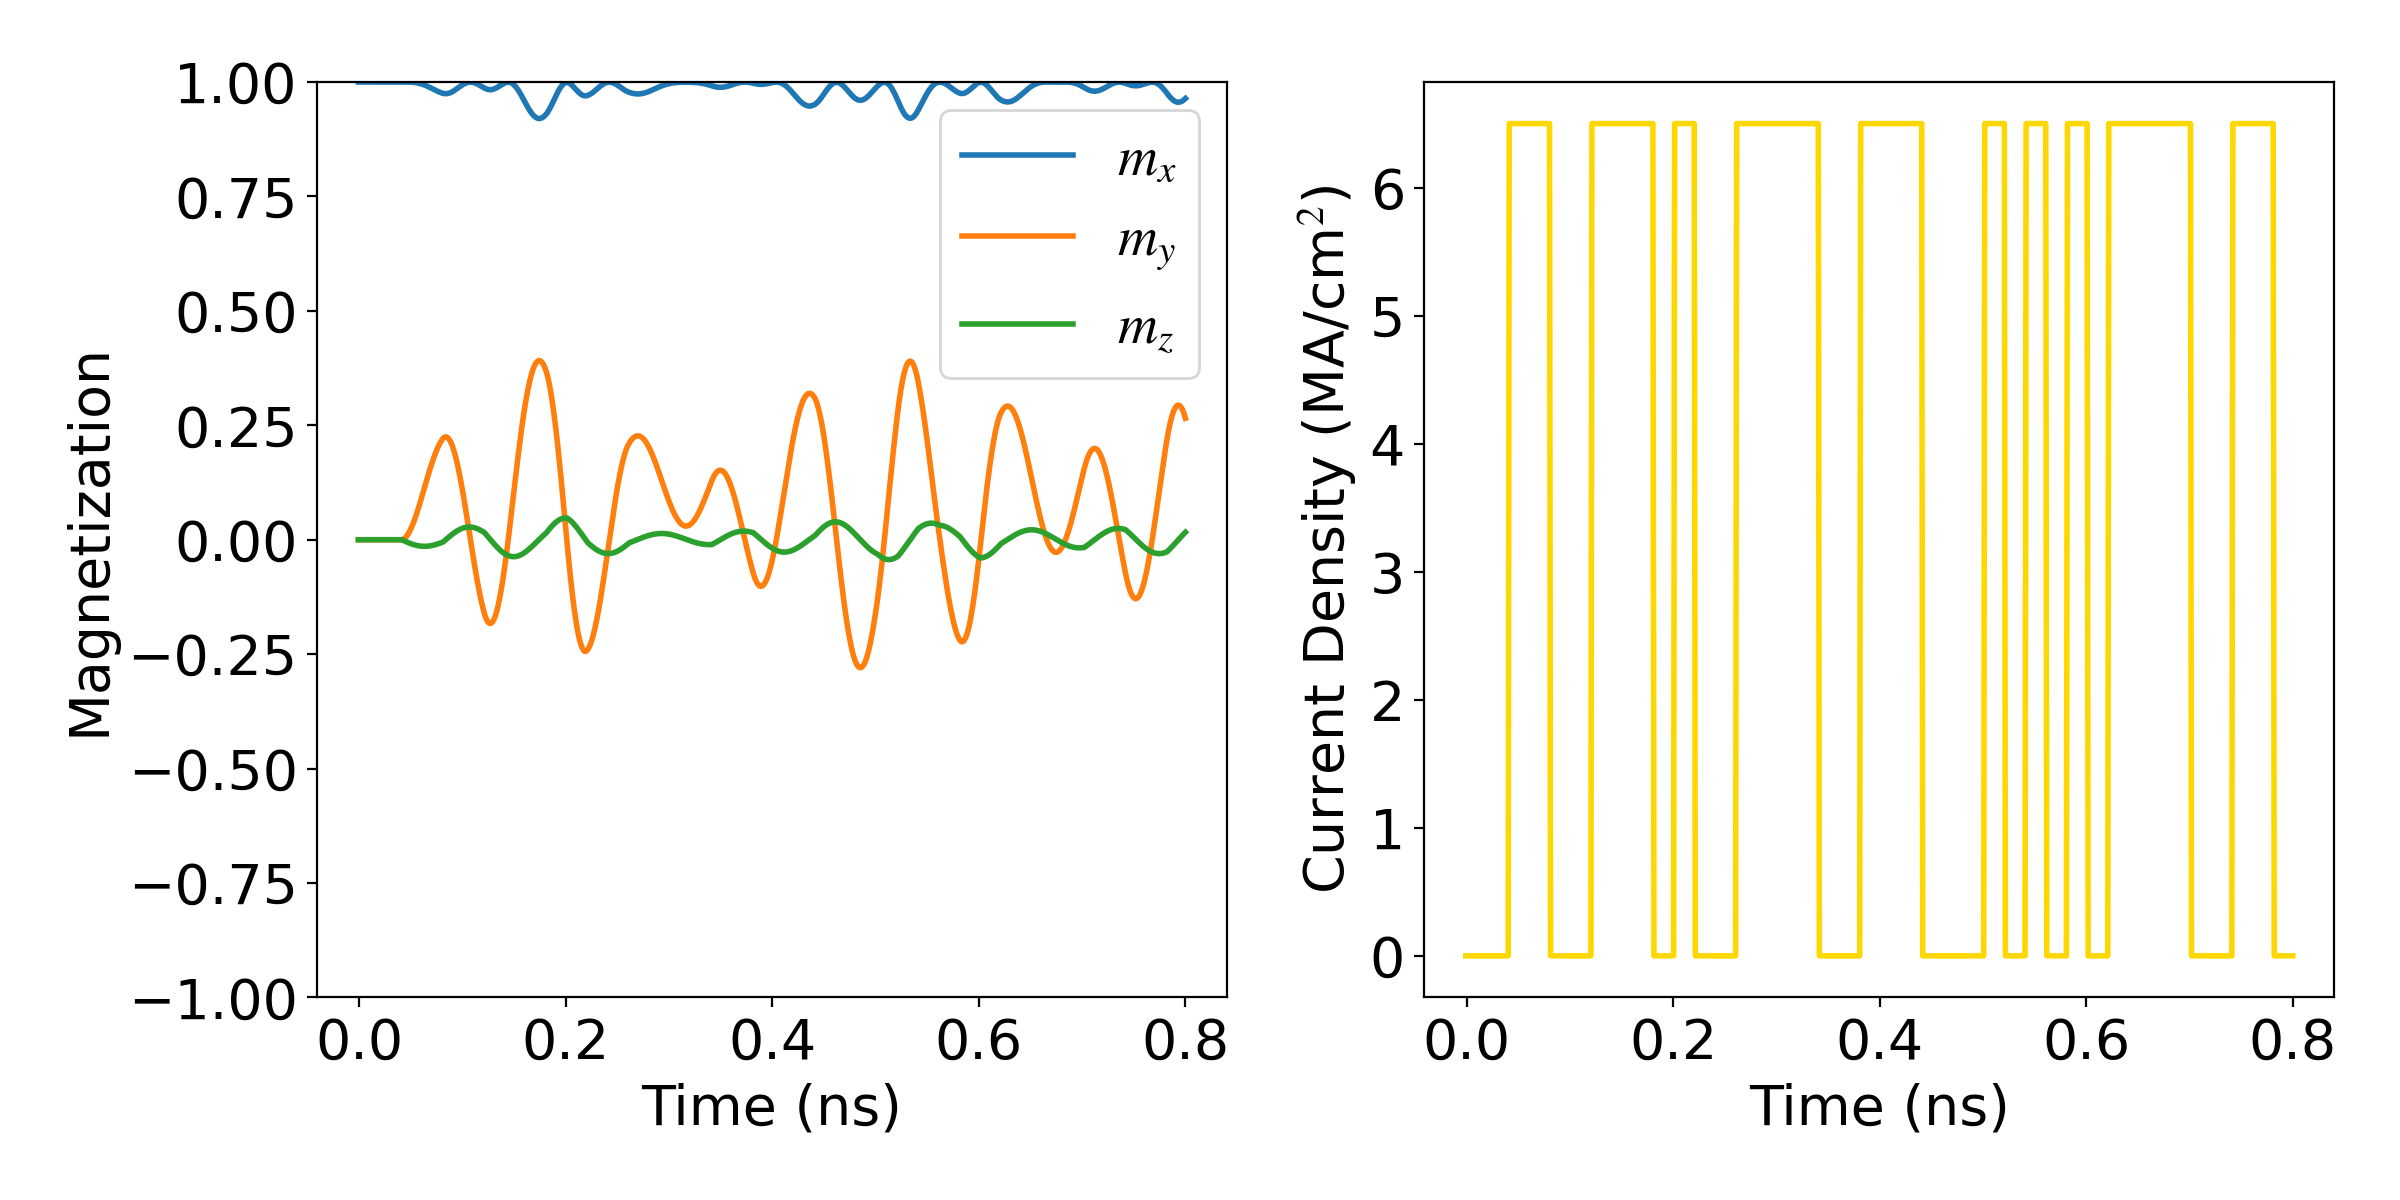 Magnetization
1.00
0.75
0.50
0.25
0.00
−0.25
−0.50
−0.75
−1.00
0.0 0.2 0.4 0.6 0.8
Time (ns)
mₓ
m_y
m_z
Current Density (MA/cm²)
6
5
4
3
2
1
0
0.0 0.2 0.4 0.6 0.8
Time (ns)